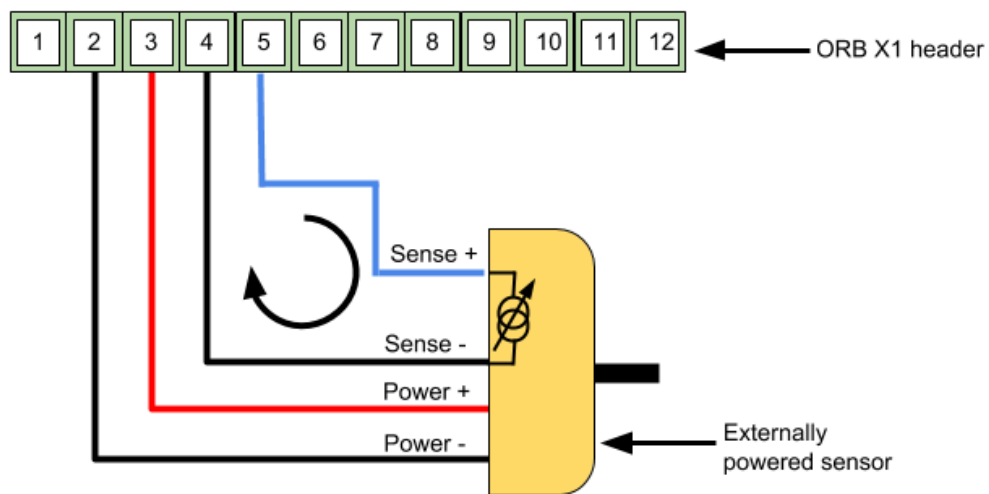 1 2 3 4 5 6 7 8 9 10 11 12
ORB X1 header
Sense +
Sense -
Power +
Power -
Externally
powered sensor